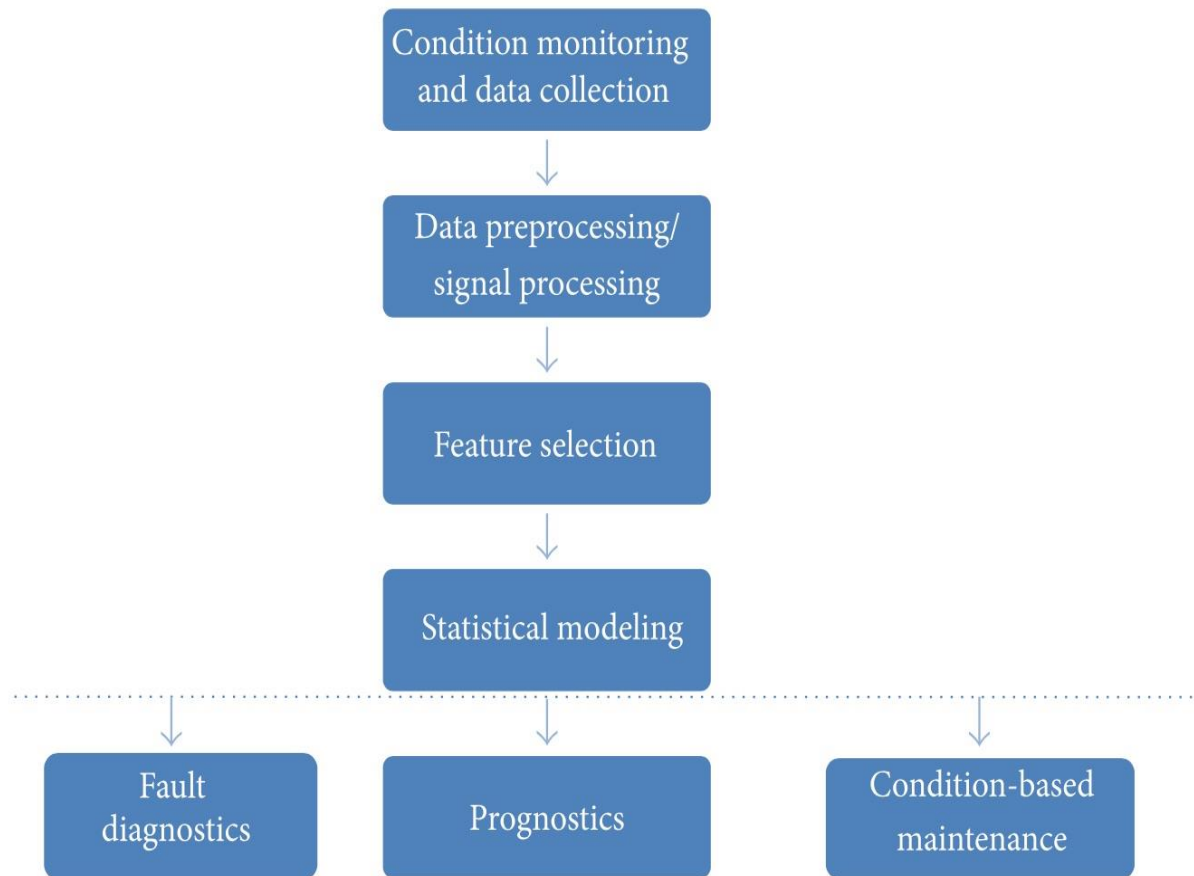 Condition monitoring
and data collection
Data preprocessing/
signal processing
Feature selection
Statistical modeling
Fault
diagnostics
Prognostics
Condition-based
maintenance